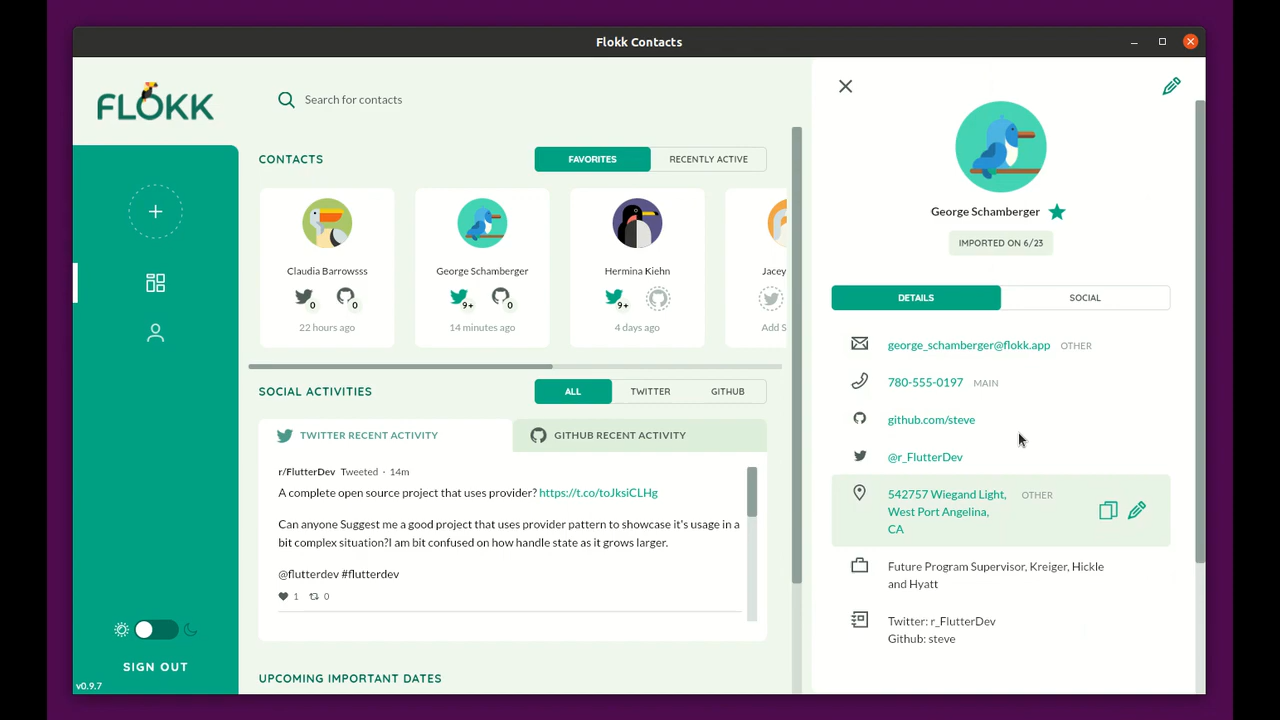 Flokk Contacts
FLOKK
Search for contacts
CONTACTS
FAVORITES
RECENTLY ACTIVE
Claudia Barrowsss
0
0
22 hours ago
George Schamberger
9+
0
14 minutes ago
Hermina Kiehn
9+
4 days ago
Jacey
Add S
SOCIAL ACTIVITIES
ALL
TWITTER
GITHUB
TWITTER RECENT ACTIVITY
GITHUB RECENT ACTIVITY
r/FlutterDev Tweeted - 14m
A complete open source project that uses provider? https://t.co/toJksiCLHg
Can anyone Suggest me a good project that uses provider pattern to showcase it's usage in a
bit complex situation?I am bit confused on how handle state as it grows larger.
@flutterdev #flutterdev
1
0
UPCOMING IMPORTANT DATES
SIGN OUT
v0.9.7
George Schamberger
IMPORTED ON 6/23
DETAILS
SOCIAL
george_schamberger@flokk.app OTHER
780-555-0197 MAIN
github.com/steve
@r_FlutterDev
542757 Wiegand Light, OTHER
West Port Angelina,
CA
Future Program Supervisor, Kreiger, Hickle
and Hyatt
Twitter: r_FlutterDev
Github: steve